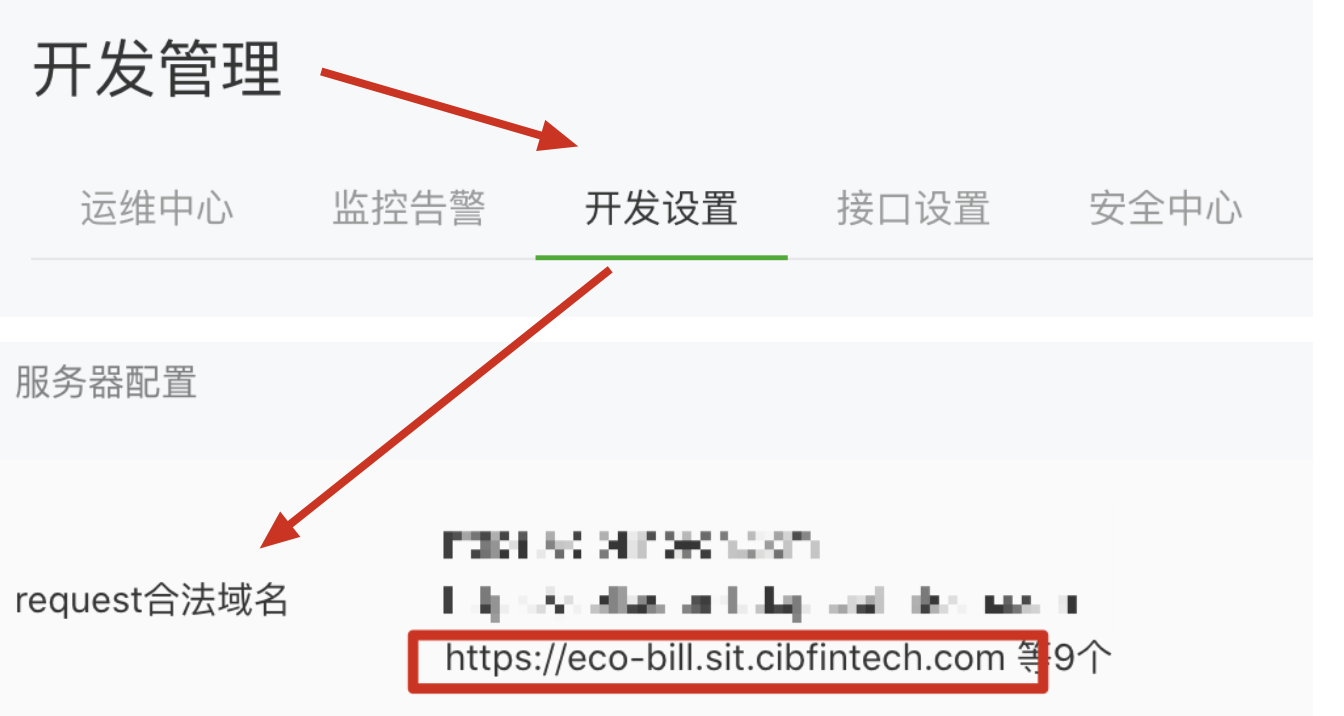 开发管理
运维中心 监控告警 开发设置 接口设置 安全中心
服务器配置
request合法域名
https://eco-bill.sit.cibfintech.com 等9个